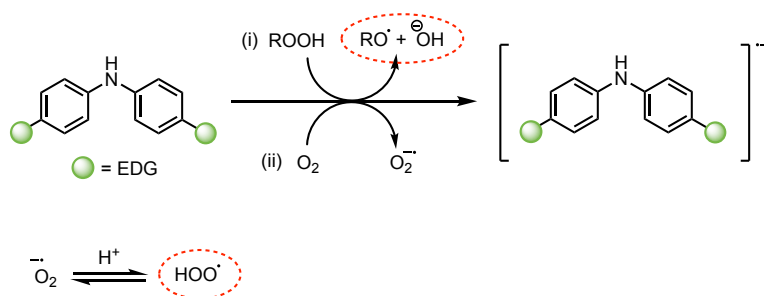 (i) ROOH
RO• + ⊖OH
H
N
= EDG
(ii) O₂
O₂⁻•
H
N
•−
⁻•O₂
H⁺
HOO•